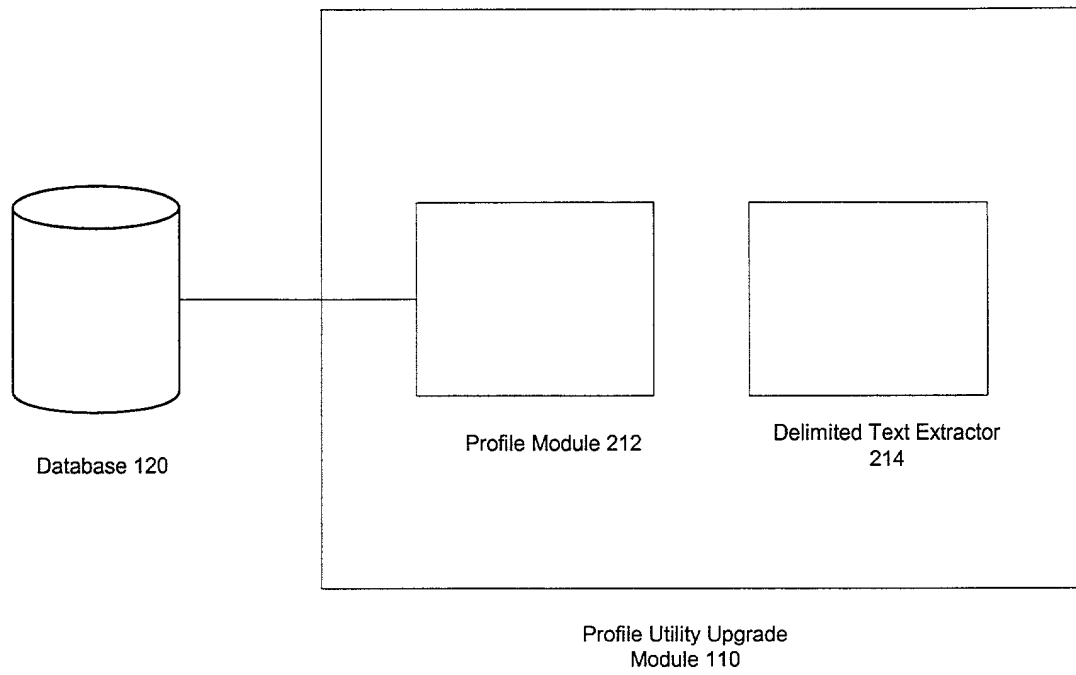 Database 120
Profile Module 212
Delimited Text Extractor
214
Profile Utility Upgrade
Module 110